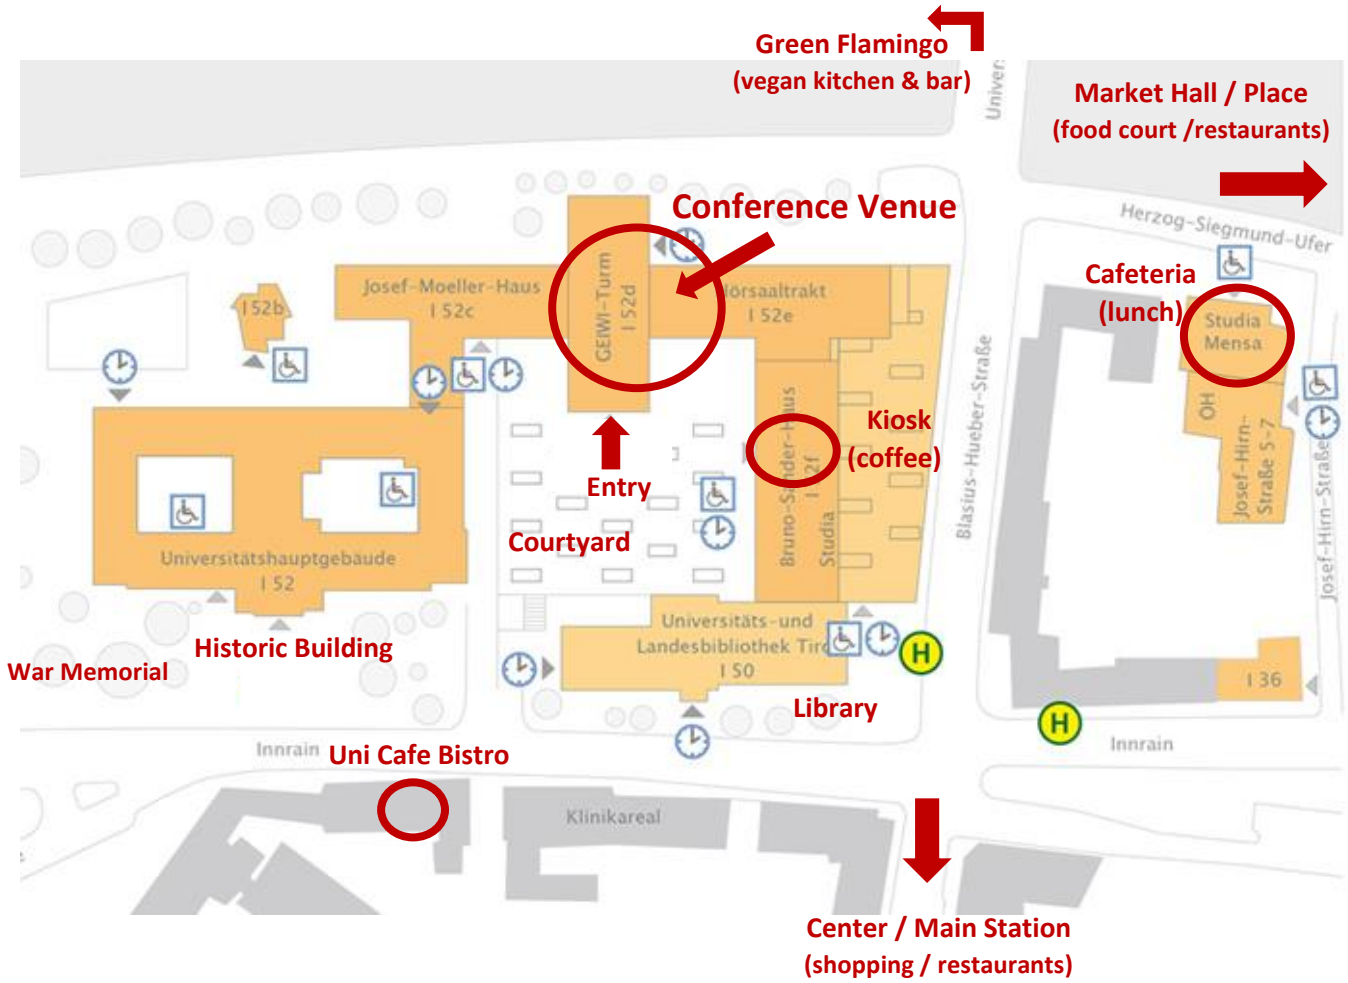 Green Flamingo
(vegan kitchen & bar)
Market Hall / Place
(food court /restaurants)
Univer
Conference Venue
Herzog-Siegmund-Ufer
Cafeteria
(lunch)
Studia
Mensa
Josef-Moeller-Haus
I 52c
GEIWI-Turm
I 52d
Hörsaaltrakt
I 52e
I 52b
Blasius-Hueber-Straße
Kiosk
(coffee)
Bruno-Sander-Haus
I 52f
Studia
OH
Josef-Hirn-
Straße 5-7
Josef-Hirn-Straße
Entry
Courtyard
Universitätshauptgebäude
I 52
Historic Building
War Memorial
Universitäts-und
Landesbibliothek Tirol
I 50
Library
H
H
I 36
Innrain
Innrain
Uni Cafe Bistro
Klinikareal
Center / Main Station
(shopping / restaurants)